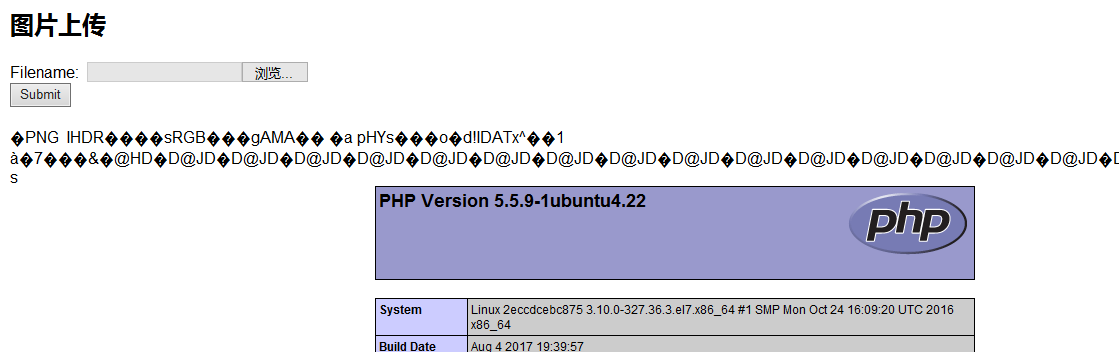 图片上传
Filename: 浏览...
Submit
�PNG IHDR����sRGB���gAMA�� �a pHYs���o�d!IDATx^��1
à�7���&�@HD�D@JD�D@JD�D@JD�D@JD�D@JD�D@JD�D@JD�D@JD�D@JD�D@JD�D@JD�D@JD�D@JD�D@JD�D@JD�D
s
PHP Version 5.5.9-1ubuntu4.22
php
System Linux 2eccdcebc875 3.10.0-327.36.3.el7.x86_64 #1 SMP Mon Oct 24 16:09:20 UTC 2016
x86_64
Build Date Aug 4 2017 19:39:57